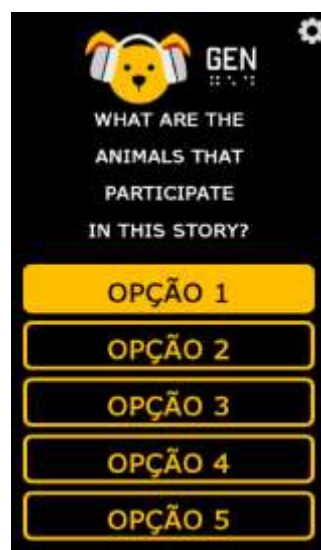 GEN
WHAT ARE THE
ANIMALS THAT
PARTICIPATE
IN THIS STORY?
OPÇÃO 1
OPÇÃO 2
OPÇÃO 3
OPÇÃO 4
OPÇÃO 5